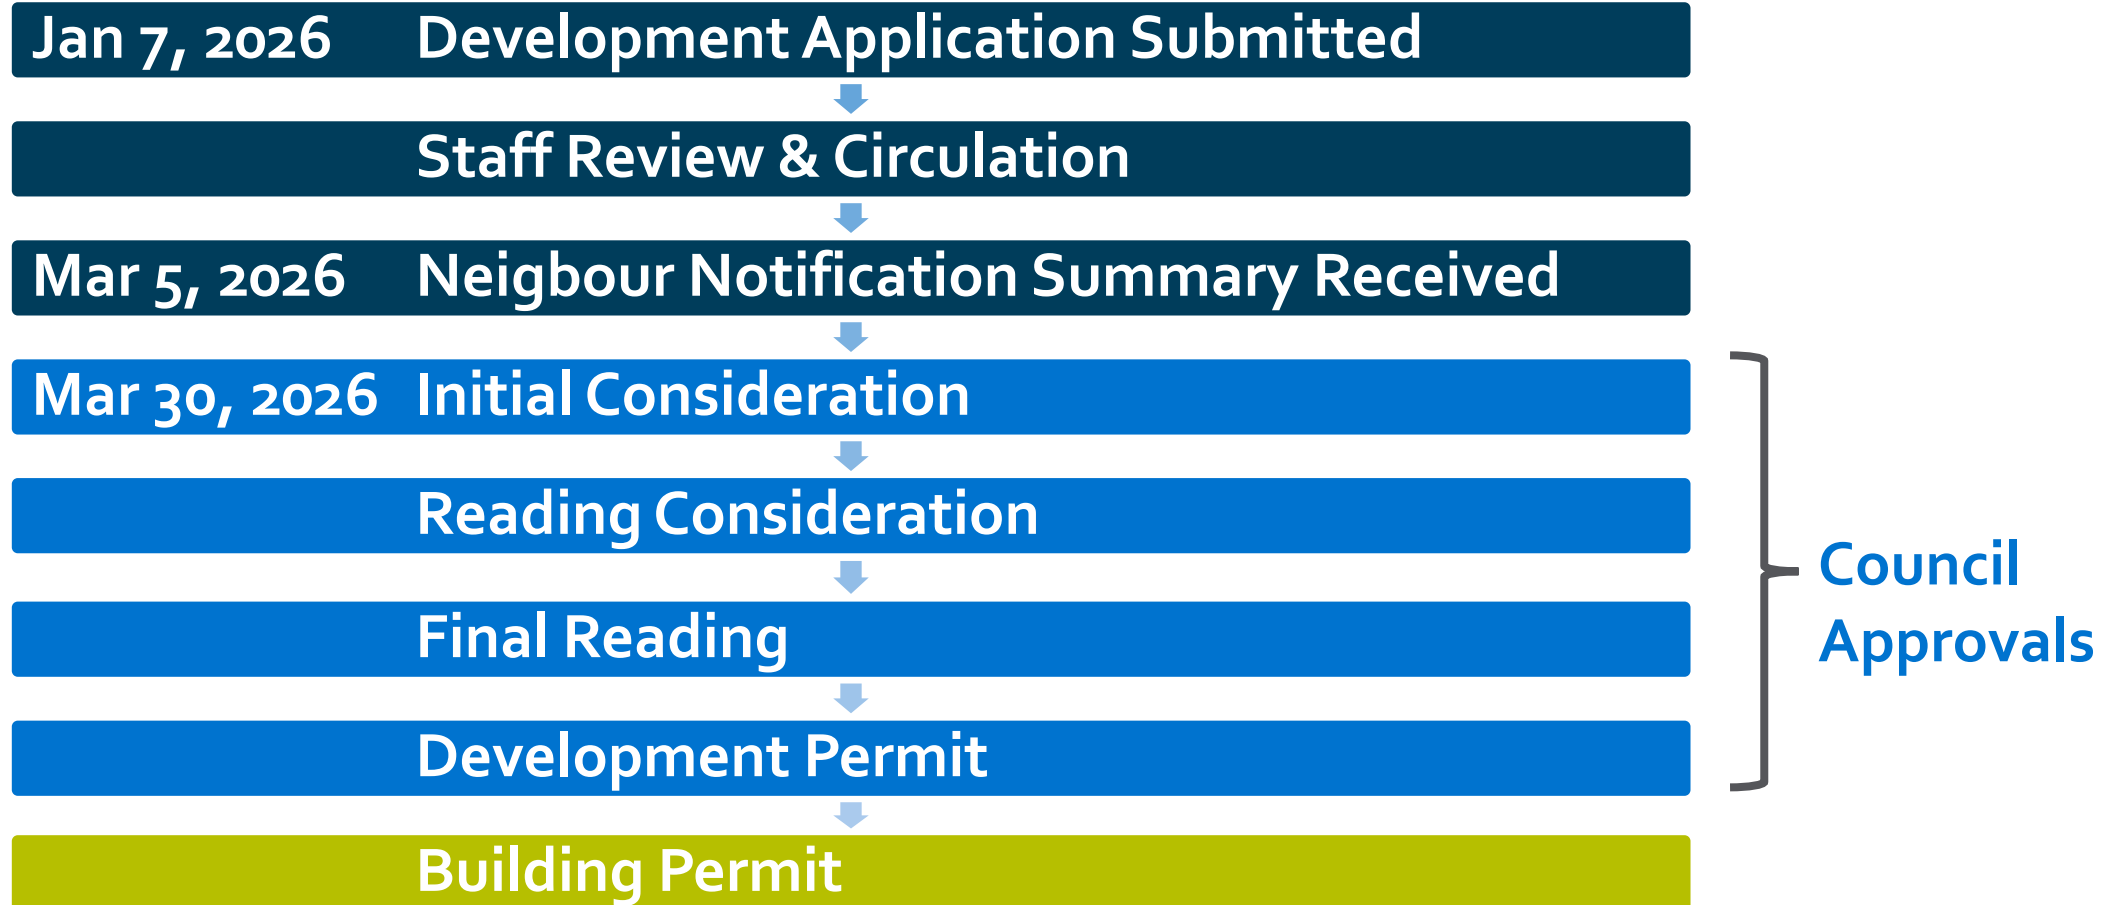 Jan 7, 2026 Development Application Submitted
Staff Review & Circulation
Mar 5, 2026 Neigbour Notification Summary Received
Mar 30, 2026 Initial Consideration
Reading Consideration
Final Reading
Development Permit
Building Permit
Council
Approvals